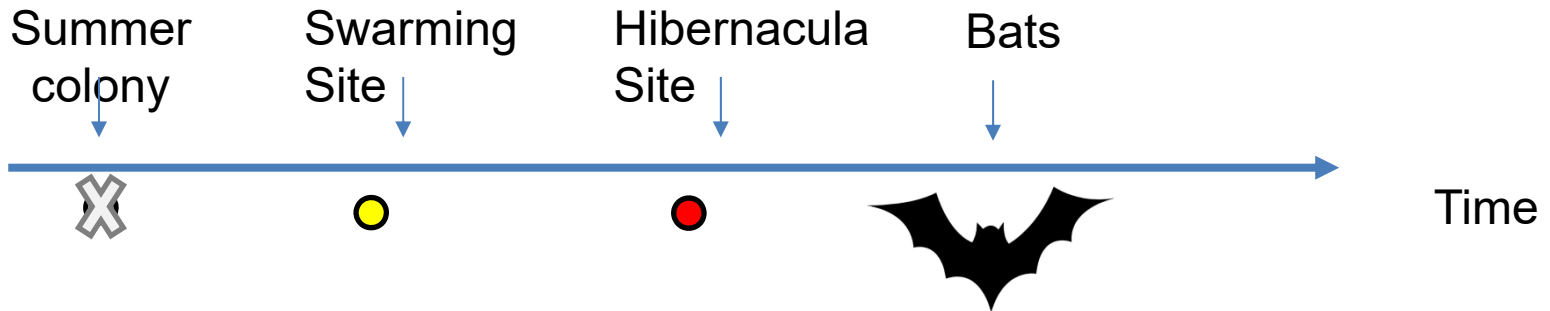 Summer
colony
Swarming
Site
Hibernacula
Site
Bats
Time